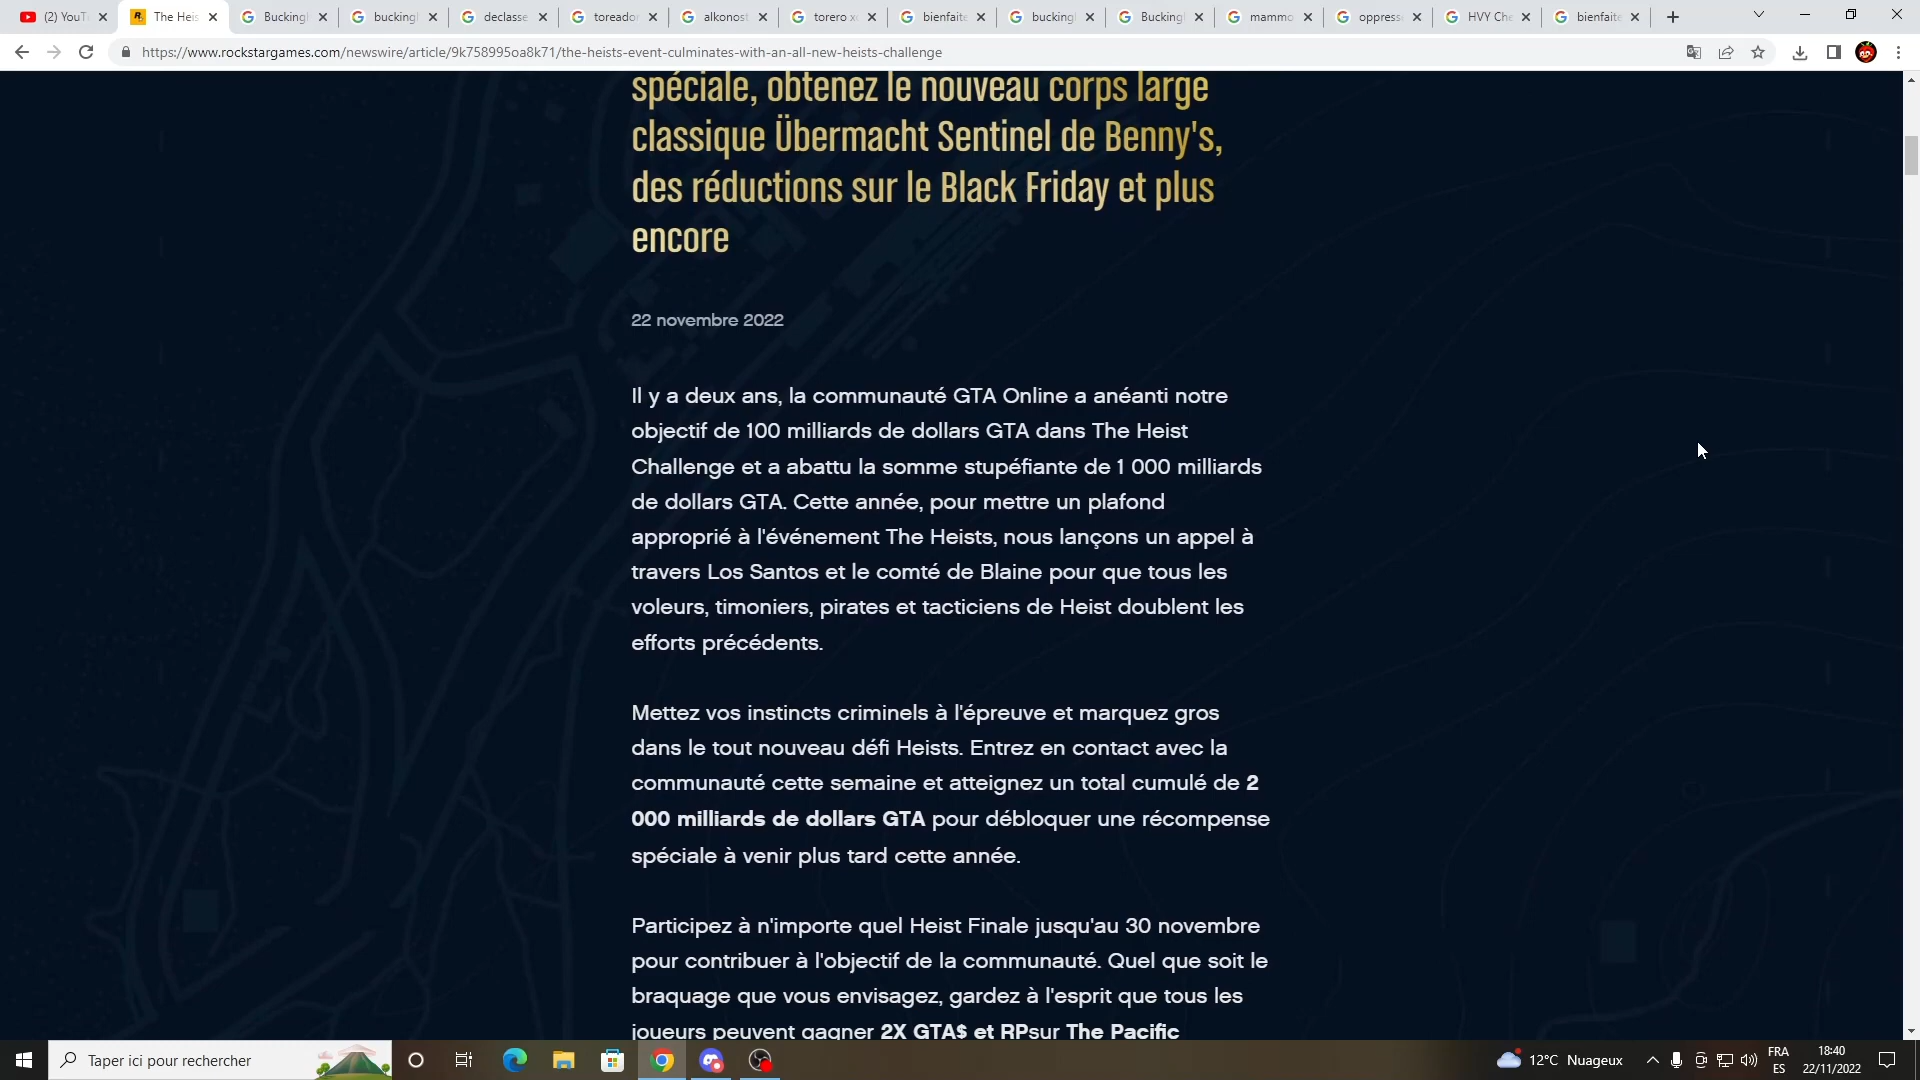 (2) YouTu
The Heis
Bucking
bucking
declasse
toreador
alkonost
torero x
bienfaite
bucking
Bucking
mammo
oppress
HVY Che
bienfaite
https://www.rockstargames.com/newswire/article/9k758995oa8k71/the-heists-event-culminates-with-an-all-new-heists-challenge
spéciale, obtenez le nouveau corps large
classique Übermacht Sentinel de Benny's,
des réductions sur le Black Friday et plus
encore
22 novembre 2022
Il y a deux ans, la communauté GTA Online a anéanti notre
objectif de 100 milliards de dollars GTA dans The Heist
Challenge et a abattu la somme stupéfiante de 1 000 milliards
de dollars GTA. Cette année, pour mettre un plafond
approprié à l'événement The Heists, nous lançons un appel à
travers Los Santos et le comté de Blaine pour que tous les
voleurs, timoniers, pirates et tacticiens de Heist doublent les
efforts précédents.
Mettez vos instincts criminels à l'épreuve et marquez gros
dans le tout nouveau défi Heists. Entrez en contact avec la
communauté cette semaine et atteignez un total cumulé de 2
000 milliards de dollars GTA pour débloquer une récompense
spéciale à venir plus tard cette année.
Participez à n'importe quel Heist Finale jusqu'au 30 novembre
pour contribuer à l'objectif de la communauté. Quel que soit le
braquage que vous envisagez, gardez à l'esprit que tous les
joueurs peuvent gagner 2X GTA$ et RPsur The Pacific
Taper ici pour rechercher
12°C Nuageux
FRA
ES
18:40
22/11/2022